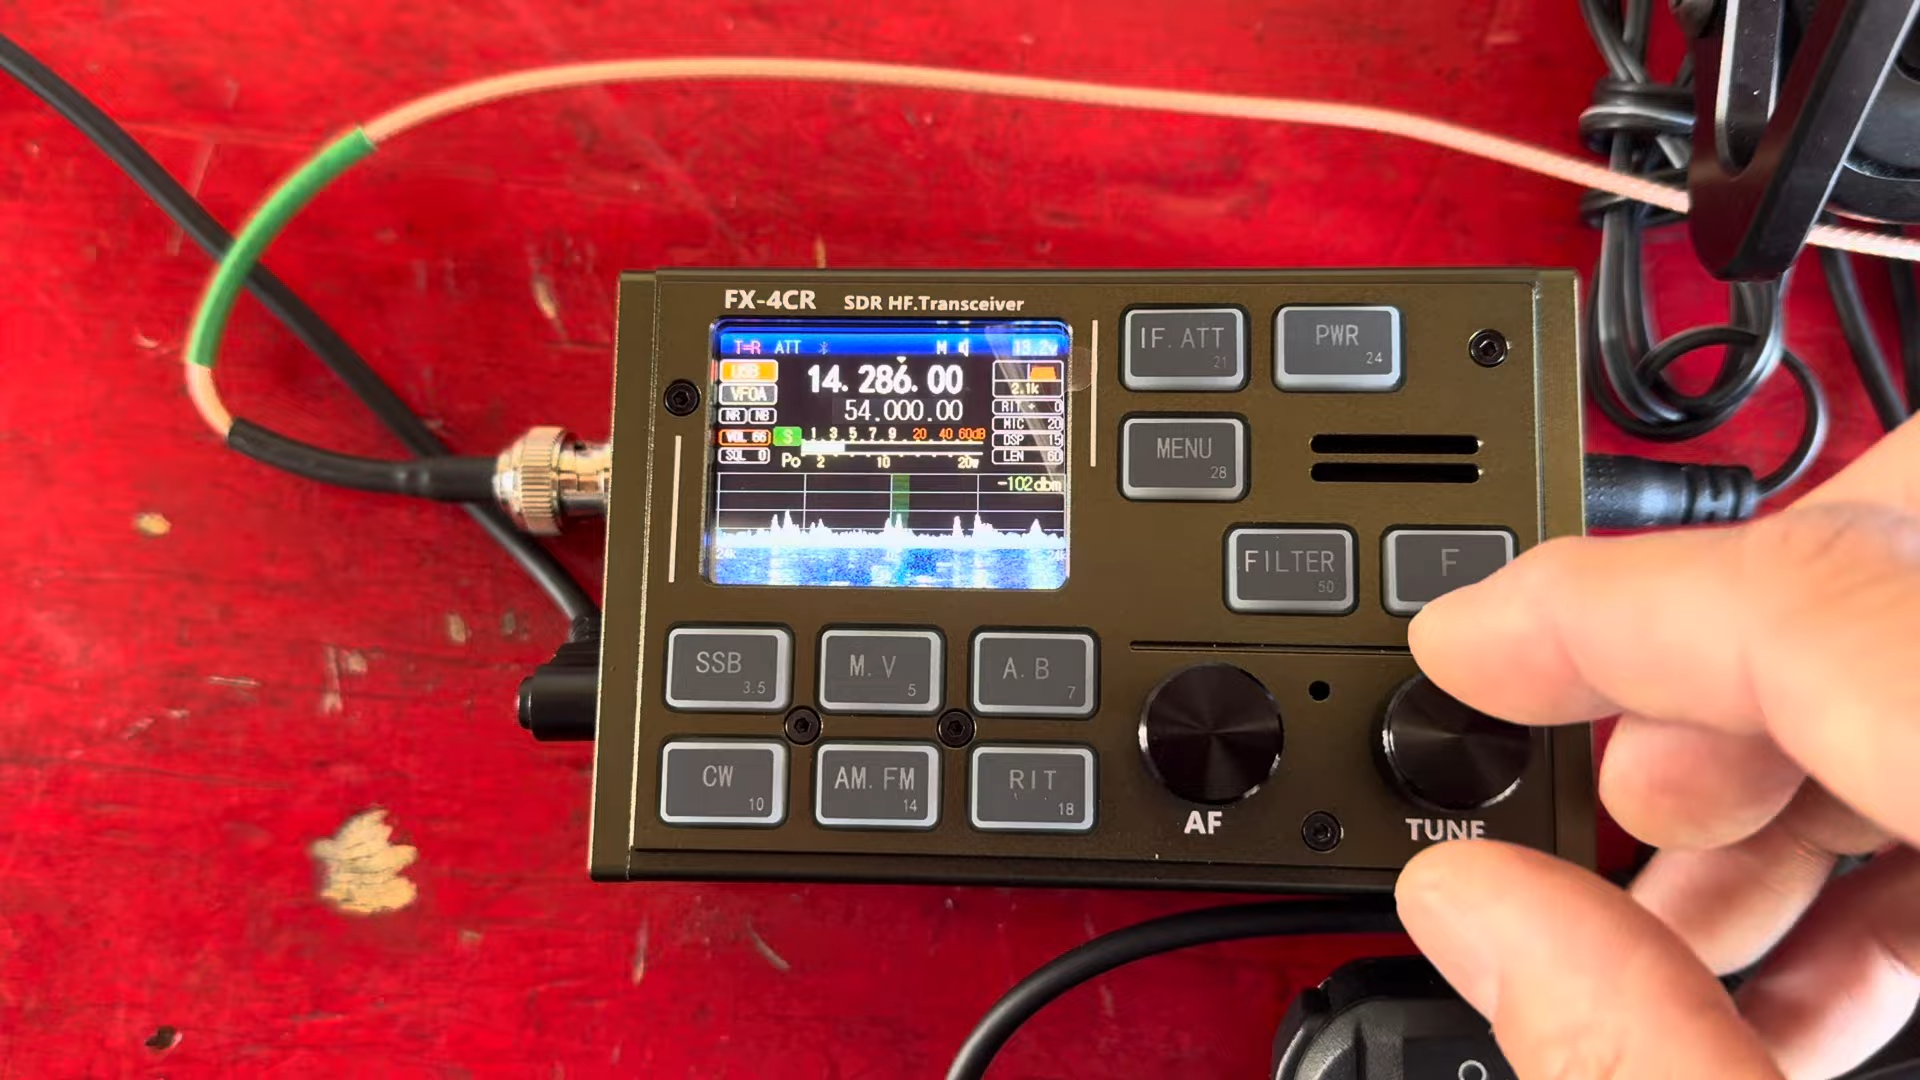 FX-4CR SDR HF.Transceiver
T=R ATT M 13.2v
USB 14.286.00
VFOA 54.000.00
2.1k
NR NB
RIT + 0
MIC 20
DSP 15
LEN 60
VOL 66 S 1 3 5 7 9 20 40 60dB
SQL 0 Po 2 10 20w
-102dbm
24k 24k
IF. ATT 21
PWR 24
MENU 28
FILTER 50
F
SSB 3.5
M. V 5
A. B 7
CW 10
AM. FM 14
RIT 18
AF
TUNE